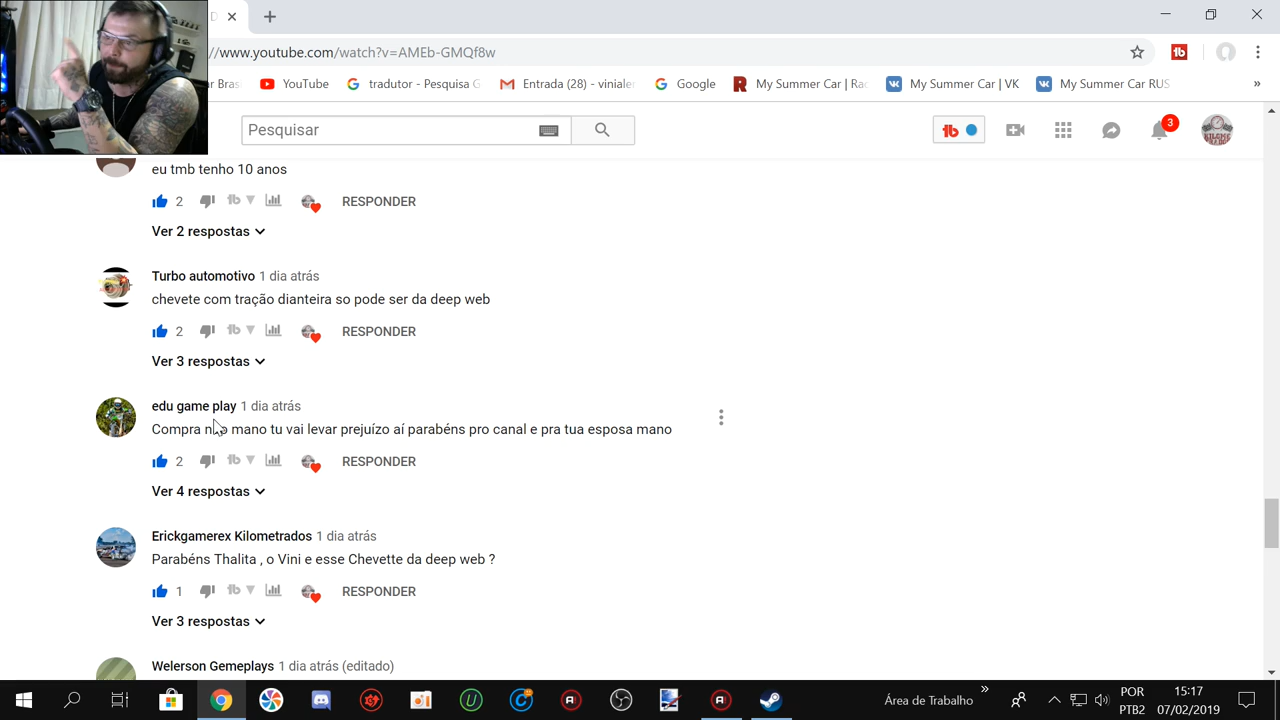 D
//www.youtube.com/watch?v=AMEb-GMQf8w
ar Bras
YouTube
tradutor - Pesquisa G
Entrada (28) - vinialer
Google
My Summer Car | Rac
My Summer Car | VK
My Summer Car RUS
»
Pesquisar
3
eu tmb tenho 10 anos
2
RESPONDER
Ver 2 respostas
Turbo automotivo 1 dia atrás
chevete com tração dianteira so pode ser da deep web
2
RESPONDER
Ver 3 respostas
edu game play 1 dia atrás
Compra não mano tu vai levar prejuízo aí parabéns pro canal e pra tua esposa mano
2
RESPONDER
Ver 4 respostas
Erickgamerex Kilometrados 1 dia atrás
Parabéns Thalita , o Vini e esse Chevette da deep web ?
1
RESPONDER
Ver 3 respostas
Welerson Gemeplays 1 dia atrás (editado)
Área de Trabalho
POR
PTB2
15:17
07/02/2019